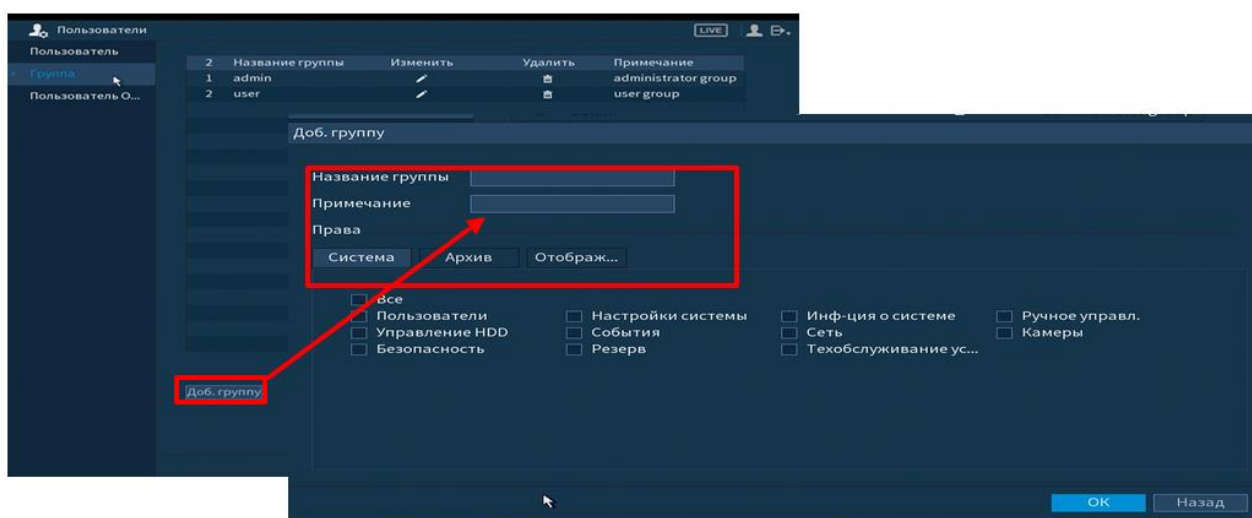 Пользователи LIVE
Пользователь
Группа
Пользователь О...
2 Название группы Изменить Удалить Примечание
1 admin administrator group
2 user user group
Доб. группу
Доб. группу
Название группы
Примечание
Права
Система Архив Отображ...
Все
Пользователи Настройки системы Инф-ция о системе Ручное управл.
Управление HDD События Сеть Камеры
Безопасность Резерв Техобслуживание ус...
OK Назад